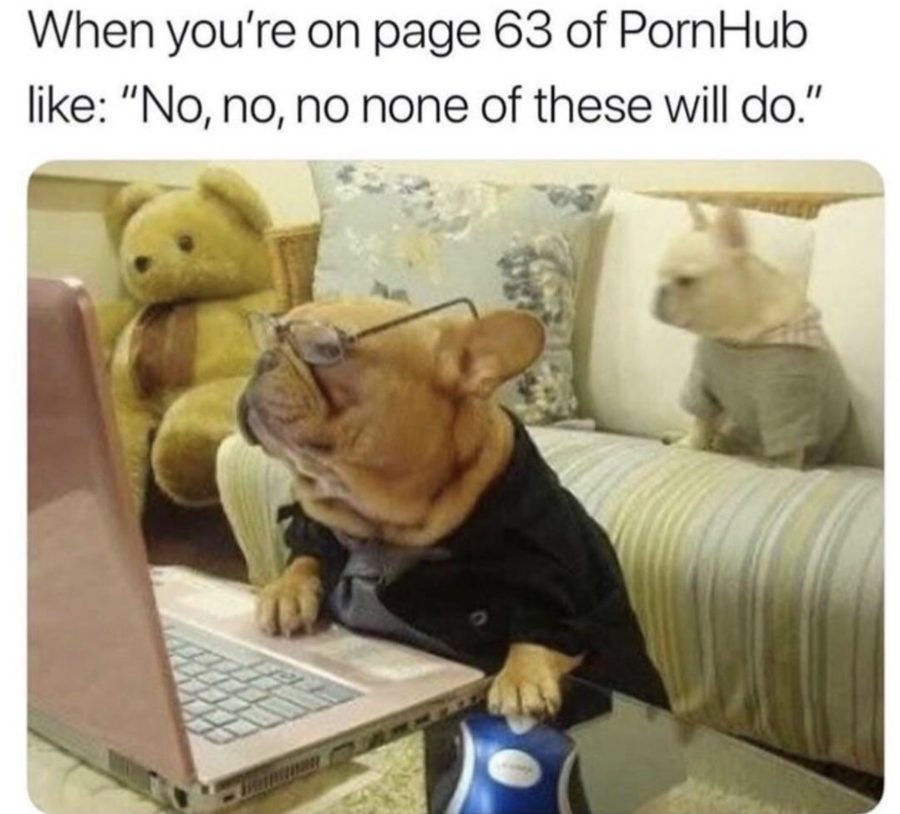 When you’re on page 63 of PornHub
like: “No, no, no none of these will do.”